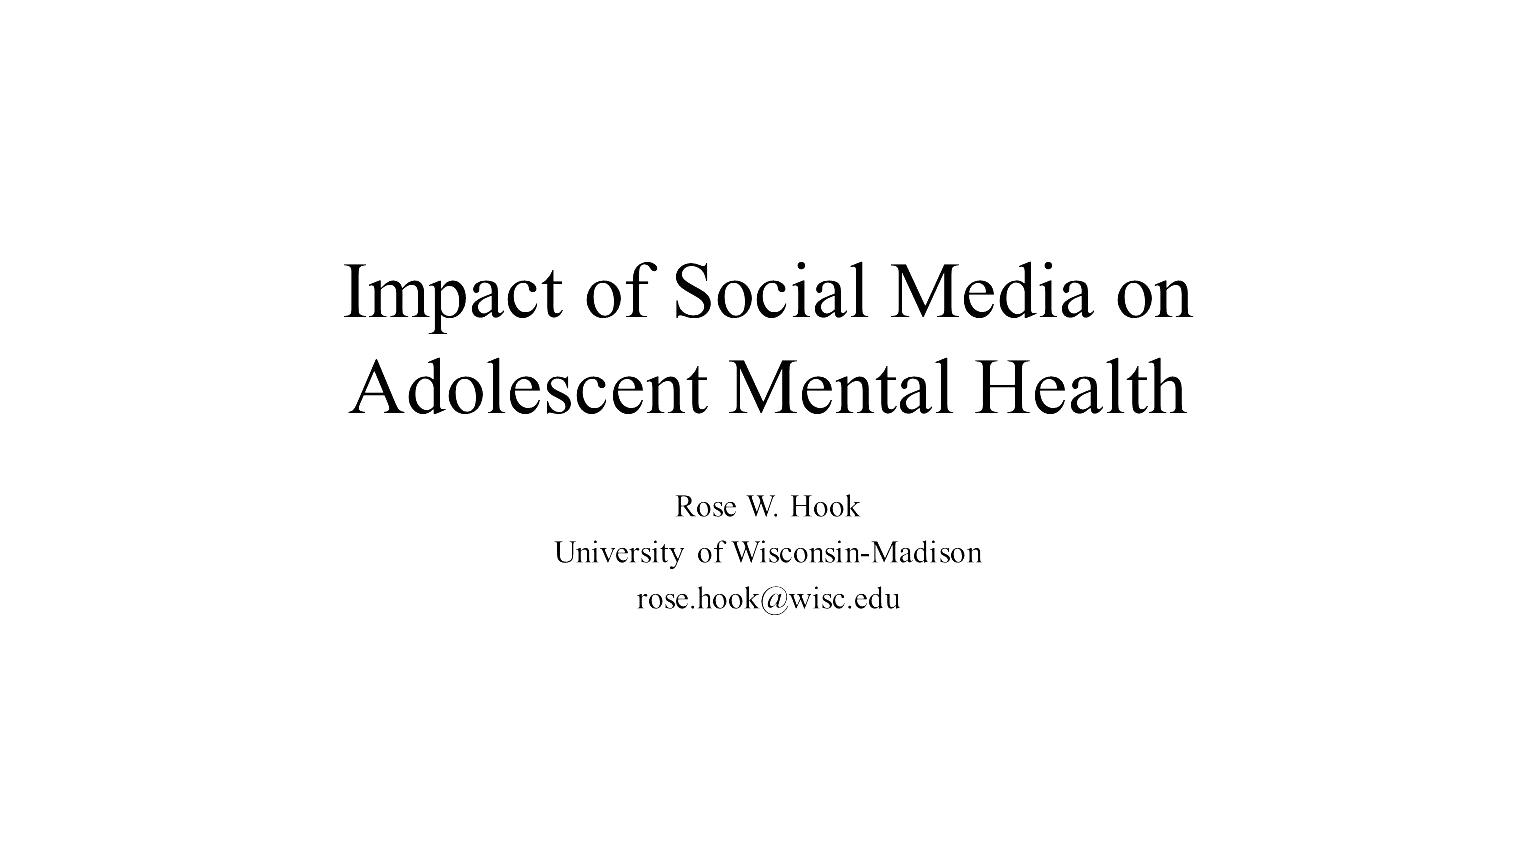 Impact of Social Media on
Adolescent Mental Health
Rose W. Hook
University of Wisconsin-Madison
rose.hook@wisc.edu